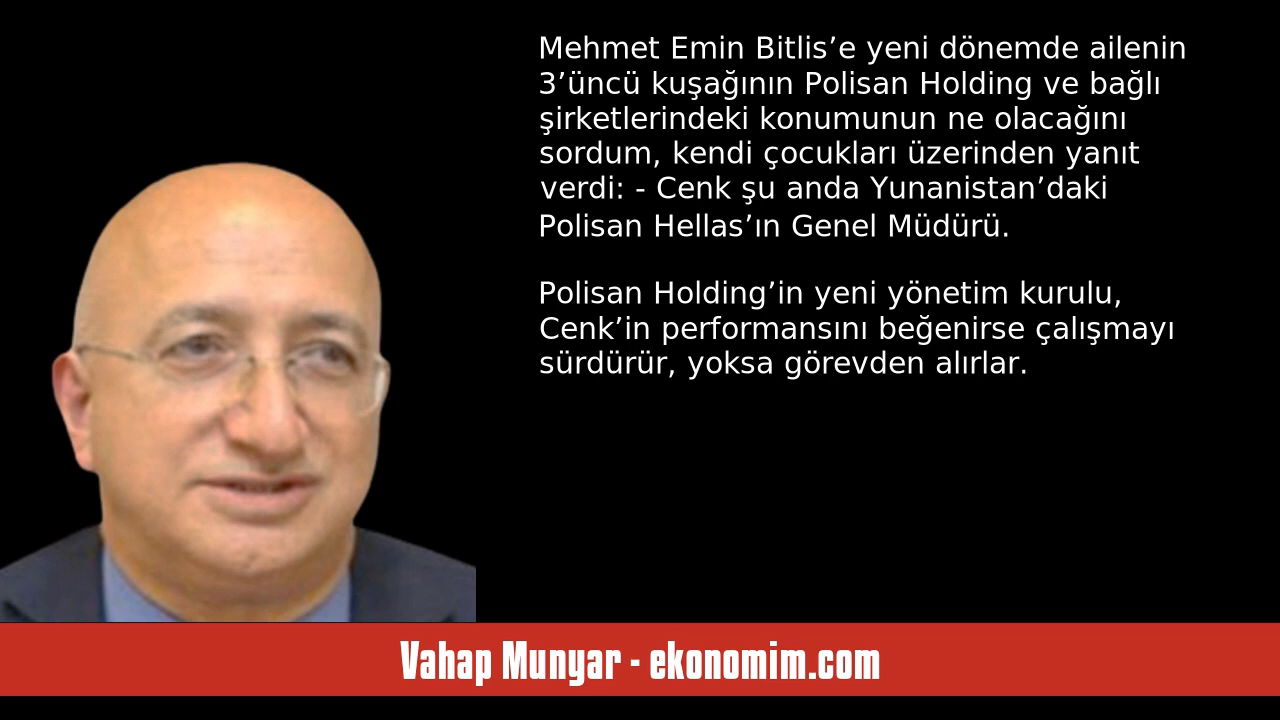 Mehmet Emin Bitlis’e yeni dönemde ailenin
3’üncü kuşağının Polisan Holding ve bağlı
şirketlerindeki konumunun ne olacağını
sordum, kendi çocukları üzerinden yanıt
verdi: - Cenk şu anda Yunanistan’daki
Polisan Hellas’ın Genel Müdürü.
Polisan Holding’in yeni yönetim kurulu,
Cenk’in performansını beğenirse çalışmayı
sürdürür, yoksa görevden alırlar.
Vahap Munyar - ekonomim.com